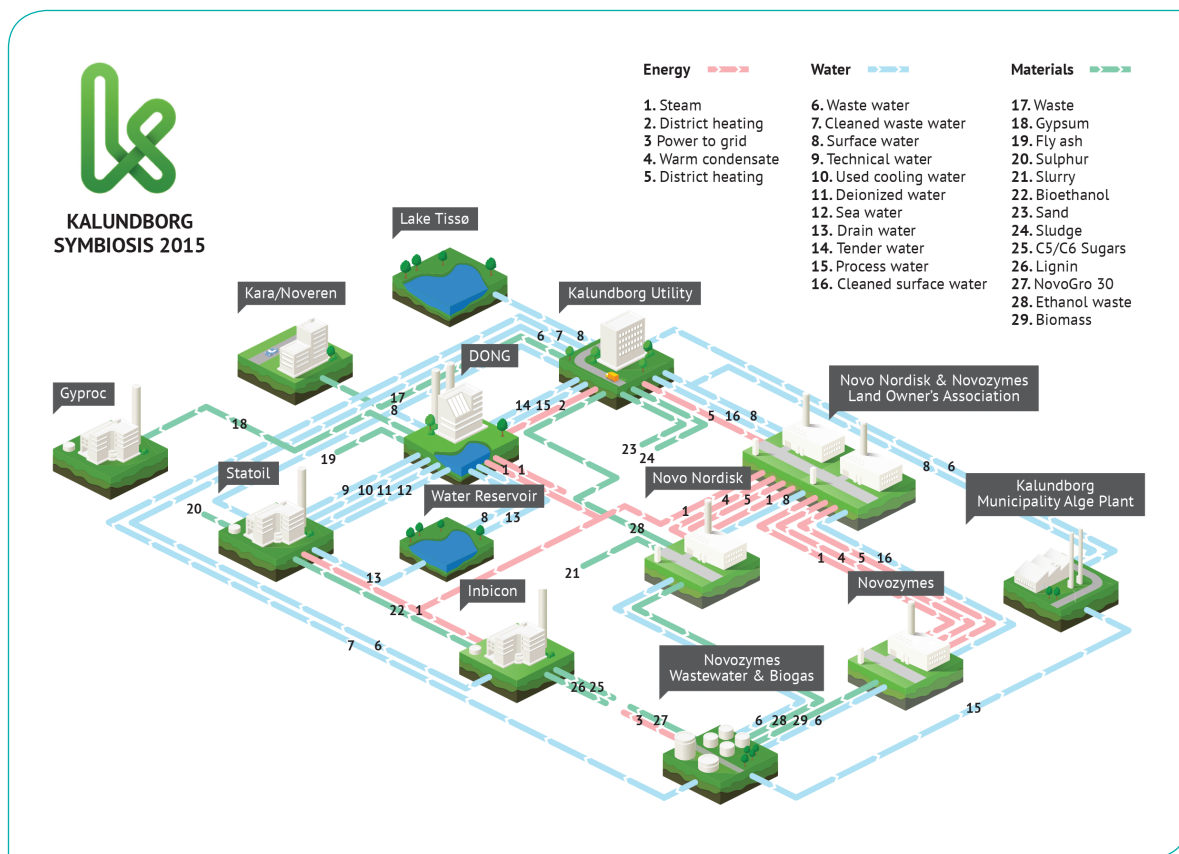 KALUNDBORG
SYMBIOSIS 2015
Energy
1. Steam
2. District heating
3 Power to grid
4. Warm condensate
5. District heating
Water
6. Waste water
7. Cleaned waste water
8. Surface water
9. Technical water
10. Used cooling water
11. Deionized water
12. Sea water
13. Drain water
14. Tender water
15. Process water
16. Cleaned surface water
Materials
17. Waste
18. Gypsum
19. Fly ash
20. Sulphur
21. Slurry
22. Bioethanol
23. Sand
24. Sludge
25. C5/C6 Sugars
26. Lignin
27. NovoGro 30
28. Ethanol waste
29. Biomass
Lake Tissø
Kara/Noveren
Kalundborg Utility
6 7 8
DONG
Gyproc
17
8
14 15 2
18
5 16 8
Novo Nordisk & Novozymes
Land Owner's Association
23
24
19
8 6
Statoil
1 1
Novo Nordisk
Kalundborg
Municipality Alge Plant
9 10 11 12
Water Reservoir
4 5 1 8
20
8 13
1
28
1 4 5 16
21
13
Novozymes
Inbicon
22 1
7 6
Novozymes
Wastewater & Biogas
26 25
3 27
6 28 29 6
15